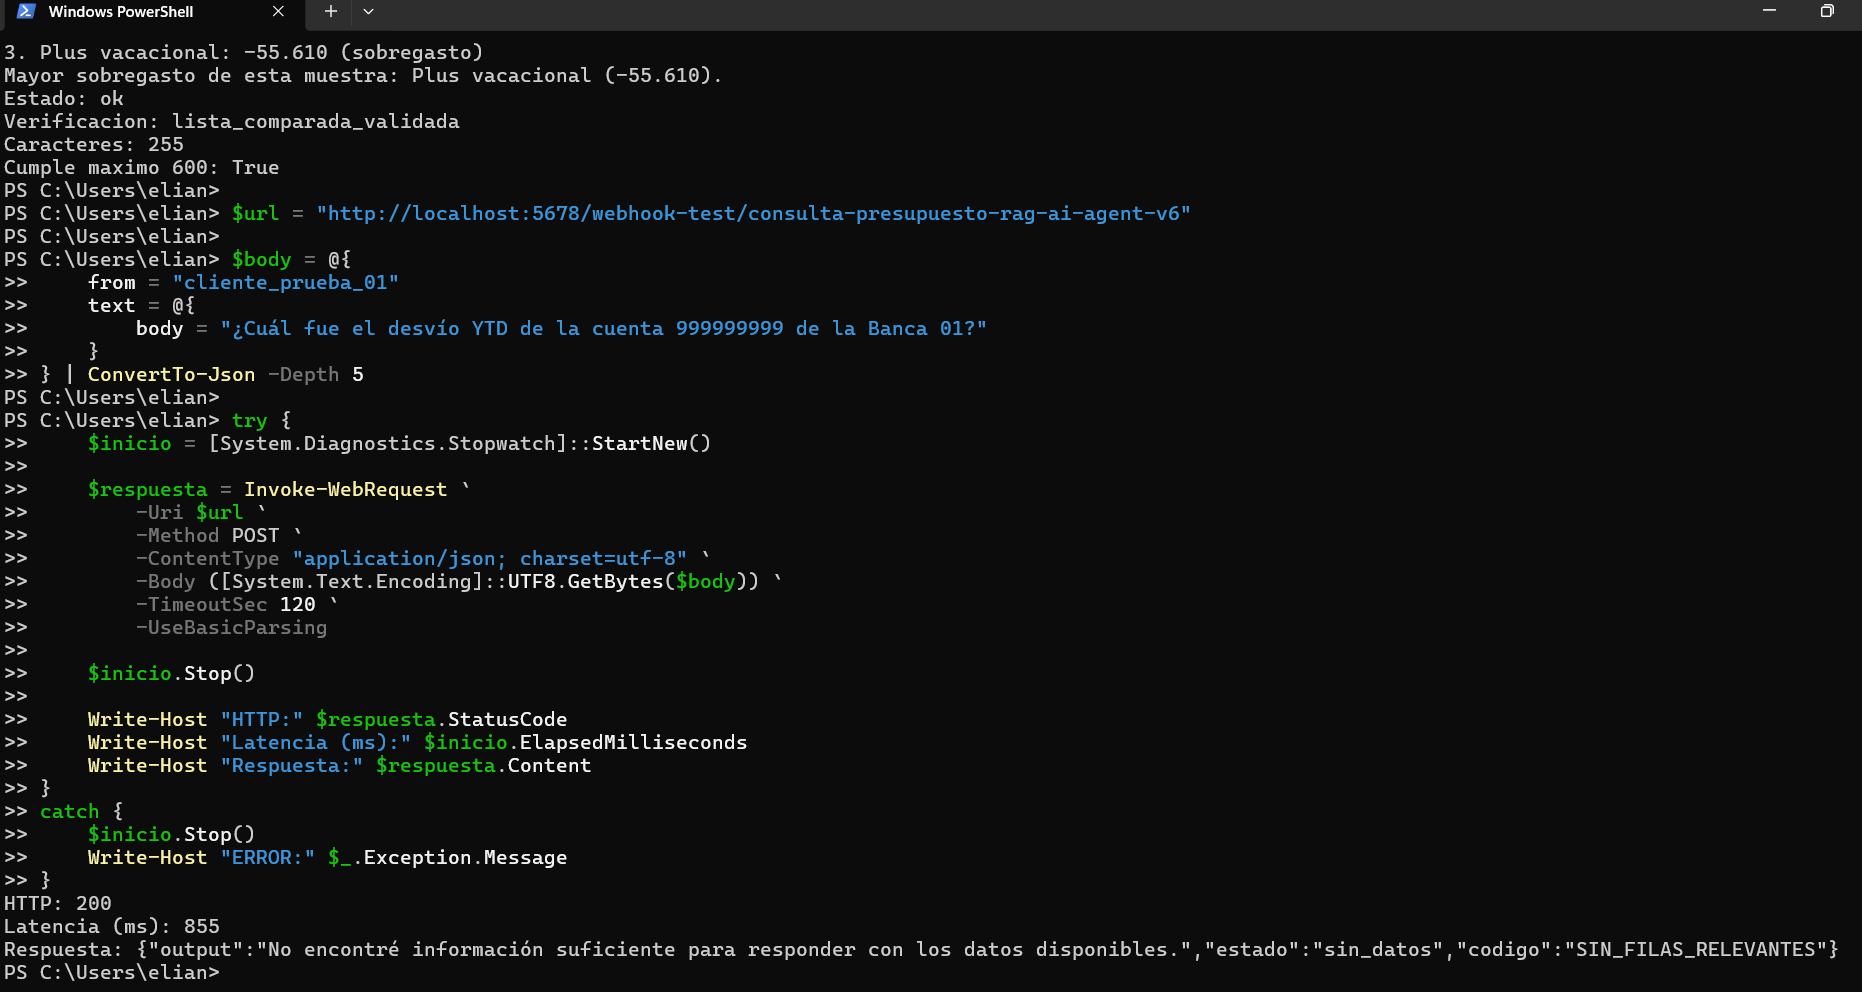 Windows PowerShell
3. Plus vacacional: -55.610 (sobregasto)
Mayor sobregasto de esta muestra: Plus vacacional (-55.610).
Estado: ok
Verificacion: lista_comparada_validada
Caracteres: 255
Cumple maximo 600: True
PS C:\Users\elian>
PS C:\Users\elian> $url = "http://localhost:5678/webhook-test/consulta-presupuesto-rag-ai-agent-v6"
PS C:\Users\elian>
PS C:\Users\elian> $body = @{
>>     from = "cliente_prueba_01"
>>     text = @{
>>         body = "¿Cuál fue el desvío YTD de la cuenta 999999999 de la Banca 01?"
>>     }
>> } | ConvertTo-Json -Depth 5
PS C:\Users\elian>
PS C:\Users\elian> try {
>>     $inicio = [System.Diagnostics.Stopwatch]::StartNew()
>>
>>     $respuesta = Invoke-WebRequest `
>>         -Uri $url `
>>         -Method POST `
>>         -ContentType "application/json; charset=utf-8" `
>>         -Body ([System.Text.Encoding]::UTF8.GetBytes($body)) `
>>         -TimeoutSec 120 `
>>         -UseBasicParsing
>>
>>     $inicio.Stop()
>>
>>     Write-Host "HTTP:" $respuesta.StatusCode
>>     Write-Host "Latencia (ms):" $inicio.ElapsedMilliseconds
>>     Write-Host "Respuesta:" $respuesta.Content
>> }
>> catch {
>>     $inicio.Stop()
>>     Write-Host "ERROR:" $_.Exception.Message
>> }
HTTP: 200
Latencia (ms): 855
Respuesta: {"output":"No encontré información suficiente para responder con los datos disponibles.","estado":"sin_datos","codigo":"SIN_FILAS_RELEVANTES"}
PS C:\Users\elian>